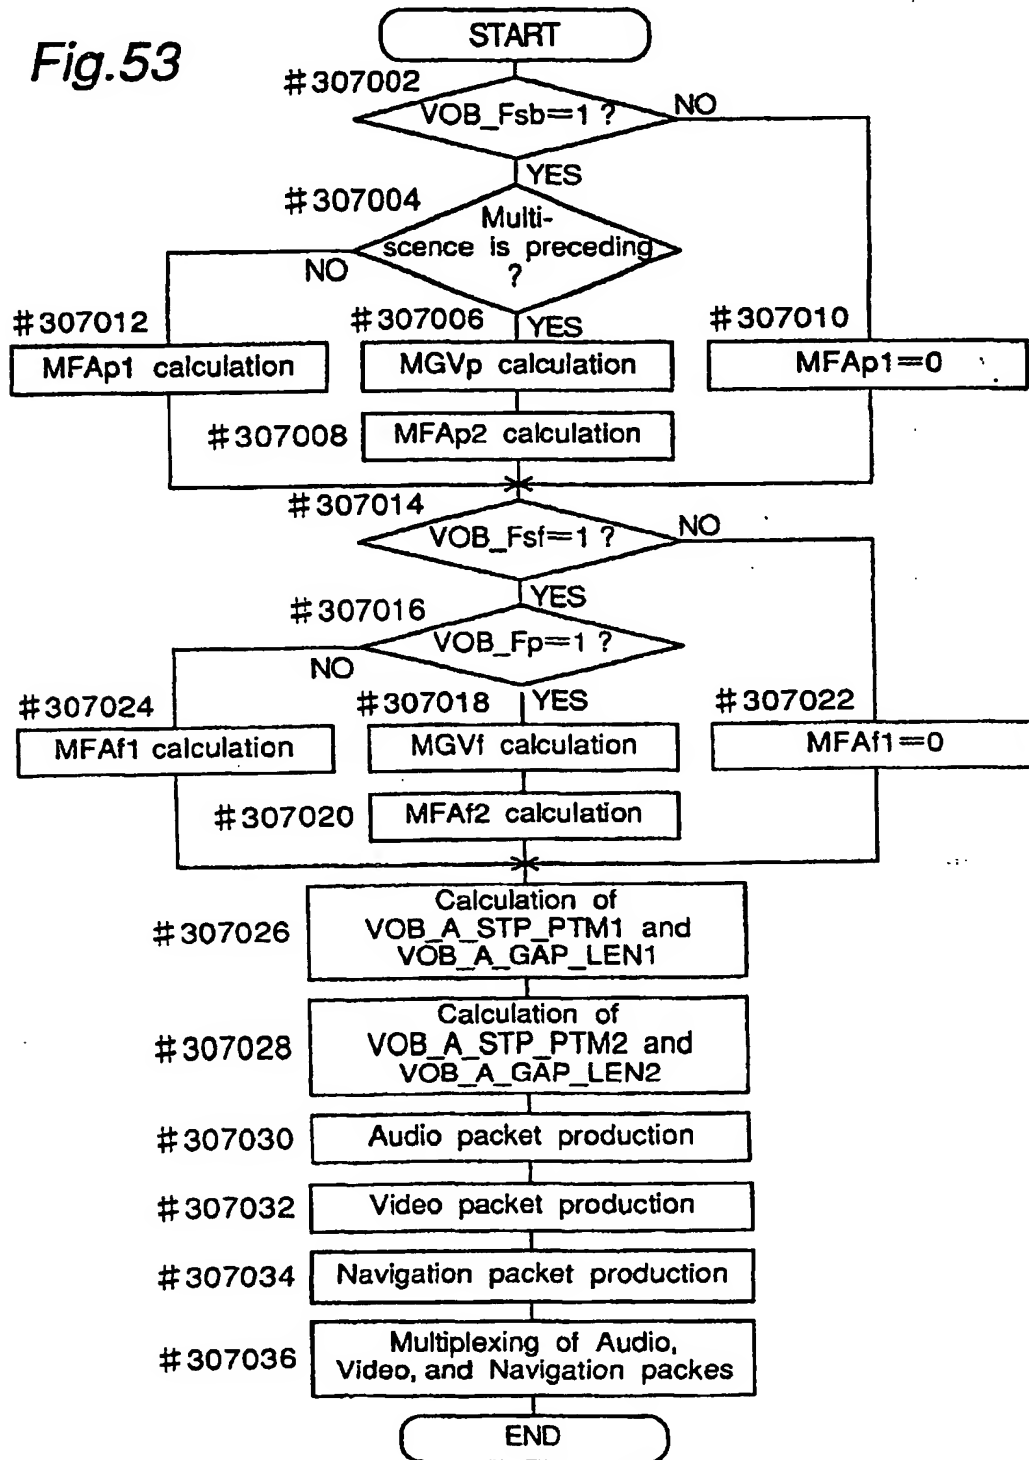 Fig.53
START
#307002
VOB_Fsb=1 ?
NO
YES
#307004
Multi-
scence is preceding
?
NO
YES
#307012
MFAp1 calculation
#307006
MGVp calculation
#307010
MFAp1=0
#307008
MFAp2 calculation
#307014
VOB_Fsf=1 ?
NO
YES
#307016
VOB_Fp=1 ?
NO
YES
#307024
MFAf1 calculation
#307018
MGVf calculation
#307022
MFAf1=0
#307020
MFAf2 calculation
#307026
Calculation of
VOB_A_STP_PTM1 and
VOB_A_GAP_LEN1
#307028
Calculation of
VOB_A_STP_PTM2 and
VOB_A_GAP_LEN2
#307030
Audio packet production
#307032
Video packet production
#307034
Navigation packet production
#307036
Multiplexing of Audio,
Video, and Navigation packes
END